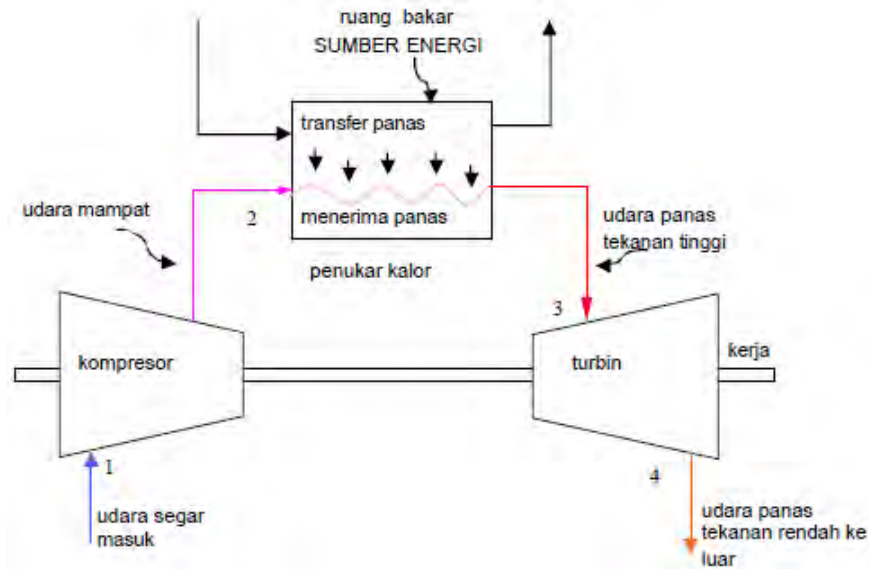 ruang bakar
SUMBER ENERGI
transfer panas
menerima panas
udara mampat
2
udara panas
tekanan tinggi
penukar kalor
3
kompresor
turbin
kerja
1
4
udara segar
masuk
udara panas
tekanan rendah ke
luar